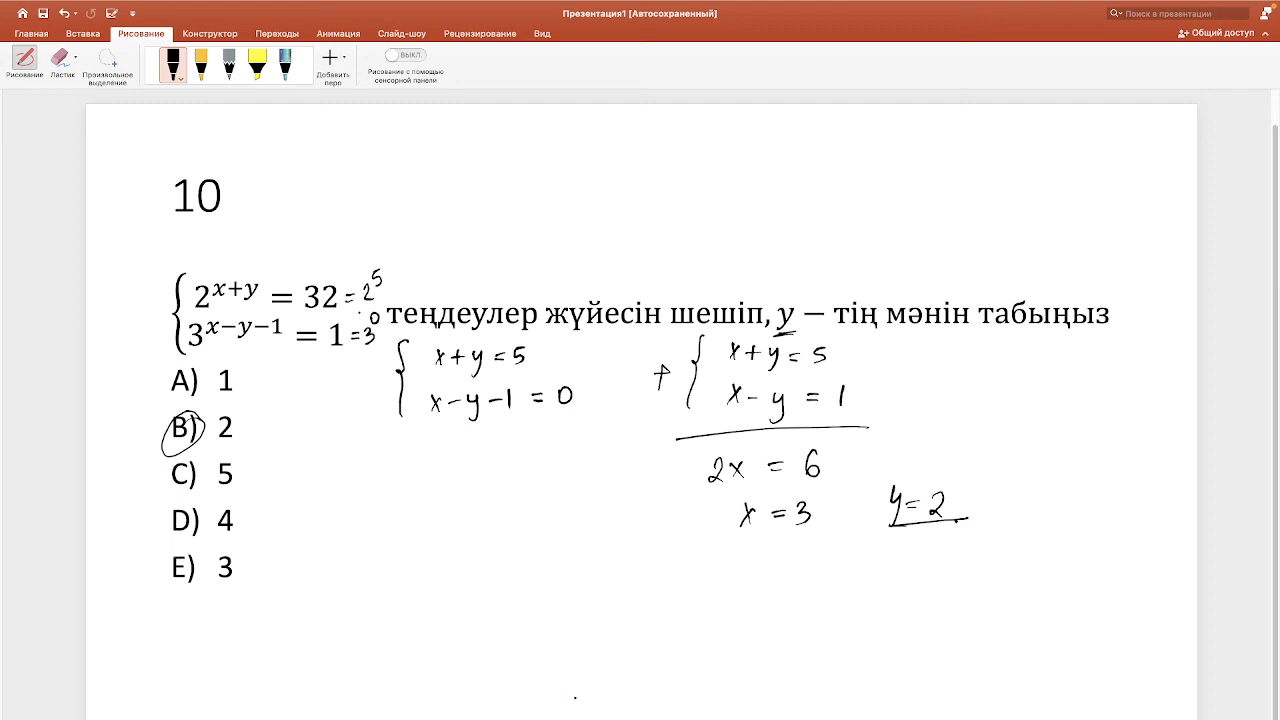 Презентация1 [Автосохраненный]
Поиск в презентации
Главная Вставка Рисование Конструктор Переходы Анимация Слайд-шоу Рецензирование Вид Общий доступ
Рисование Ластик Произвольное выделение Добавить перо ВЫКЛ. Рисование с помощью сенсорной панели
10
{ 2^{x+y} = 32 = 2^5
3^{x−y−1} = 1 = 3^0
теңдеулер жүйесін шешіп, y − тің мәнін табыңыз
A) 1
B) 2
C) 5
D) 4
E) 3
{ x+y=5
x-y-1=0
+ { x+y=5
x-y=1
2x=6
x=3
y=2